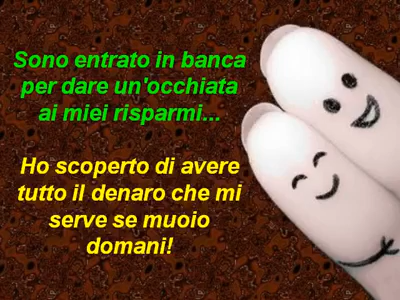 Sono entrato in banca
per dare un'occhiata
ai miei risparmi...
Ho scoperto di avere
tutto il denaro che mi
serve se muoio
domani!